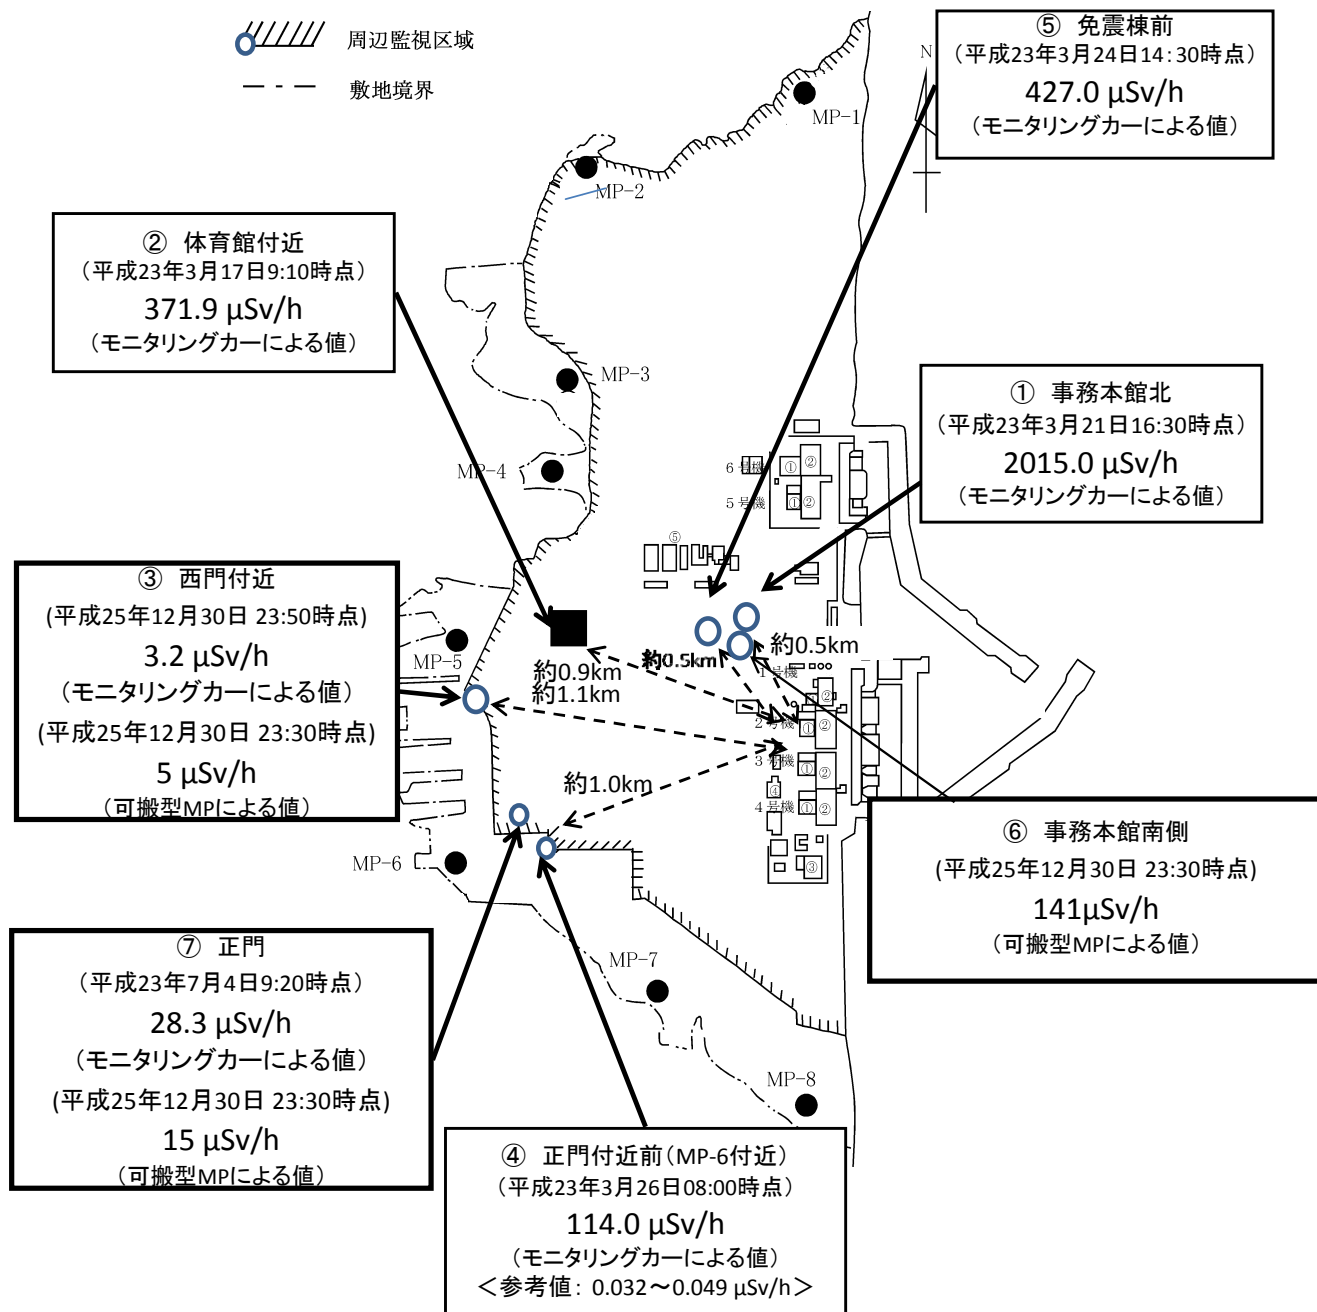 周辺監視区域
敷地境界
⑤ 免震棟前
（平成23年3月24日14:30時点）
427.0 µSv/h
（モニタリングカーによる値）
N
MP-1
MP-2
② 体育館付近
（平成23年3月17日9:10時点）
371.9 µSv/h
（モニタリングカーによる値）
MP-3
① 事務本館北
（平成23年3月21日16:30時点）
2015.0 µSv/h
（モニタリングカーによる値）
MP-4
6号機
①
②
5号機
①
②
⑤
③ 西門付近
(平成25年12月30日 23:50時点)
3.2 µSv/h
（モニタリングカーによる値）
(平成25年12月30日 23:30時点)
5 µSv/h
（可搬型MPによる値）
MP-5
約0.9km
約1.1km
約0.5km
約0.5km
1号機
②
2号機
①
②
3号機
①
②
約1.0km
④
4号機
①
②
③
MP-6
⑥ 事務本館南側
(平成25年12月30日 23:30時点)
141µSv/h
（可搬型MPによる値）
⑦ 正門
（平成23年7月4日9:20時点）
28.3 µSv/h
（モニタリングカーによる値）
(平成25年12月30日 23:30時点)
15 µSv/h
（可搬型MPによる値）
MP-7
MP-8
④ 正門付近前（MP-6付近）
（平成23年3月26日08:00時点）
114.0 µSv/h
（モニタリングカーによる値）
＜参考値： 0.032～0.049 µSv/h＞